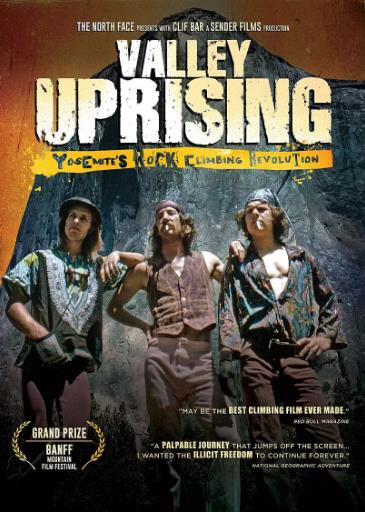 THE NORTH FACE PRESENTS WITH CLIF BAR A SENDER FILMS PRODUCTION
VALLEY
UPRISING
YOSEMITE'S ROCK CLIMBING REVOLUTION
"MAY BE THE BEST CLIMBING FILM EVER MADE."
RED BULL MAGAZINE
GRAND PRIZE
BANFF
MOUNTAIN
FILM FESTIVAL
"A PALPABLE JOURNEY THAT JUMPS OFF THE SCREEN...
I WANTED THE ILLICIT FREEDOM TO CONTINUE FOREVER."
NATIONAL GEOGRAPHIC ADVENTURE